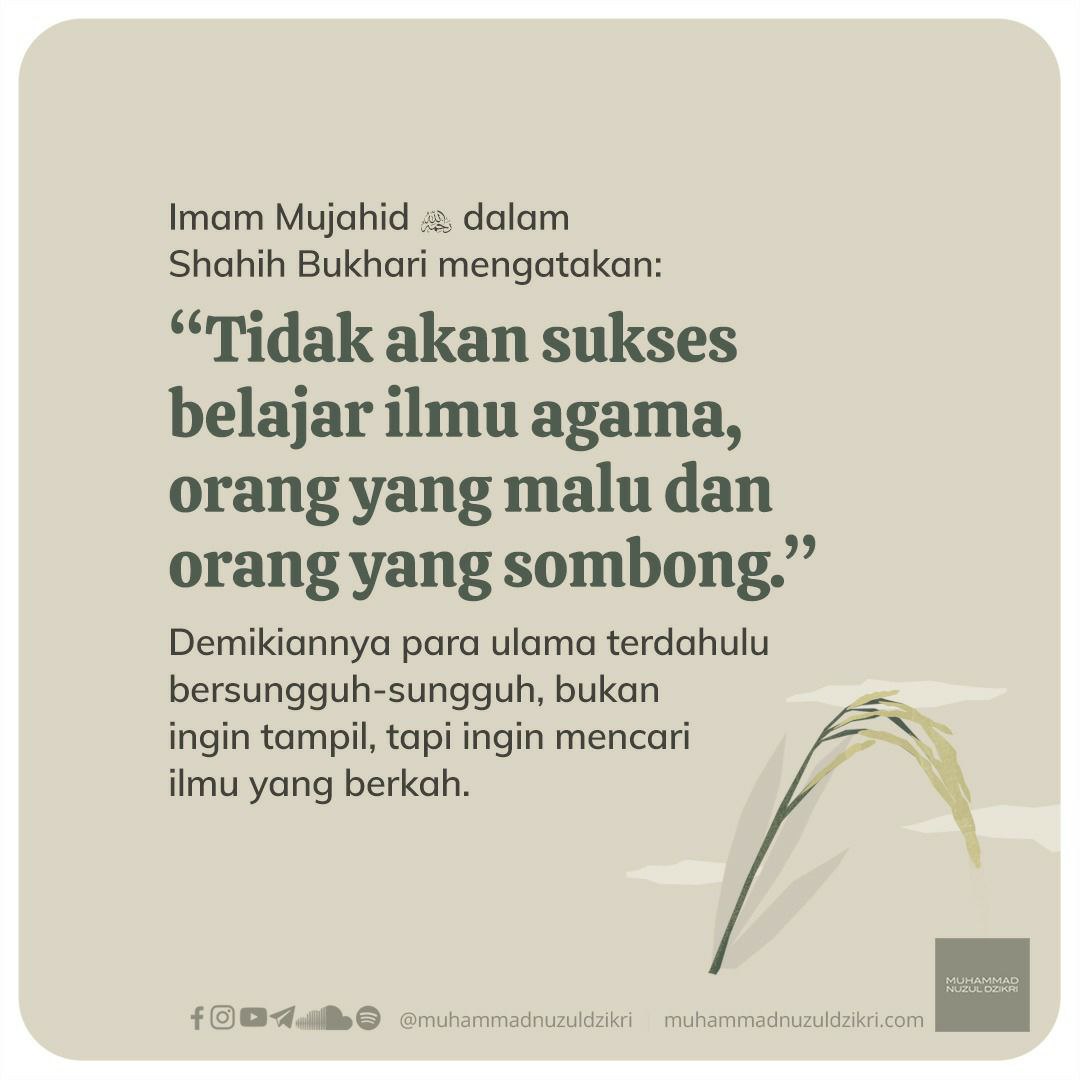 Imam Mujahid رحمه الله dalam
Shahih Bukhari mengatakan:
“Tidak akan sukses
belajar ilmu agama,
orang yang malu dan
orang yang sombong.”
Demikiannya para ulama terdahulu
bersungguh-sungguh, bukan
ingin tampil, tapi ingin mencari
ilmu yang berkah.
MUHAMMAD
NUZUL DZIKRI
@muhammadnuzuldzikri | muhammadnuzuldzikri.com